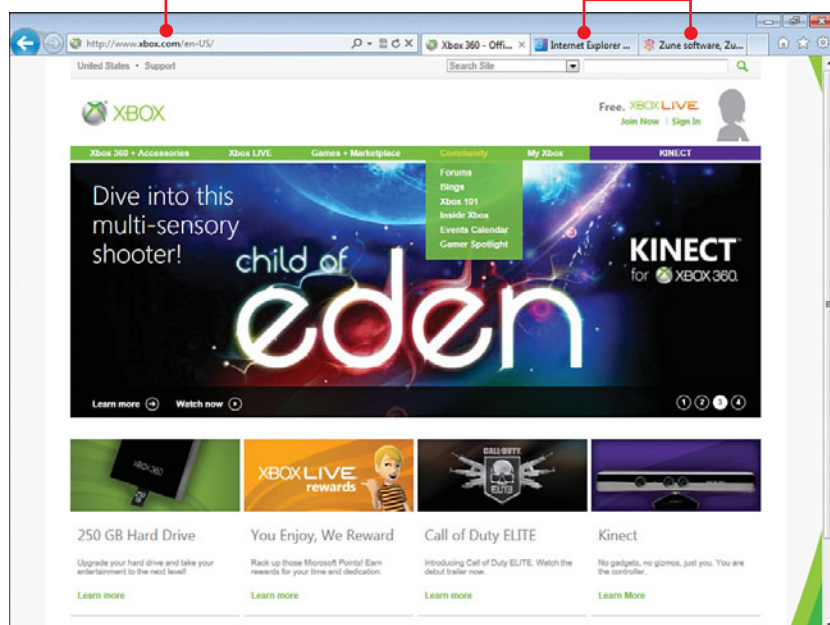 http://www.xbox.com/en-US/
Xbox 360 - Offi...
Internet Explorer ...
Zune software, Zu...
United States • Support
Search Site
XBOX
Free. XBOX LIVE
Join Now | Sign In
Xbox 360 + Accessories
Xbox LIVE
Games + Marketplace
Community
My Xbox
KINECT
Forums
Blogs
Xbox 101
Inside Xbox
Events Calendar
Gamer Spotlight
Dive into this
multi-sensory
shooter!
child of
eden
KINECT
for XBOX 360.
Learn more
Watch now
1 2 3 4
XBOX 360
250 GB
XBOX LIVE
rewards
CALL OF DUTY
ELITE
250 GB Hard Drive
Upgrade your hard drive and take your
entertainment to the next level!
Learn more
You Enjoy, We Reward
Rack up those Microsoft Points! Earn
rewards for your time and dedication.
Learn more
Call of Duty ELITE
Introducing Call of Duty ELITE. Watch the
debut trailer now.
Learn more
Kinect
No gadgets, no gizmos, just you. You are
the controller.
Learn More